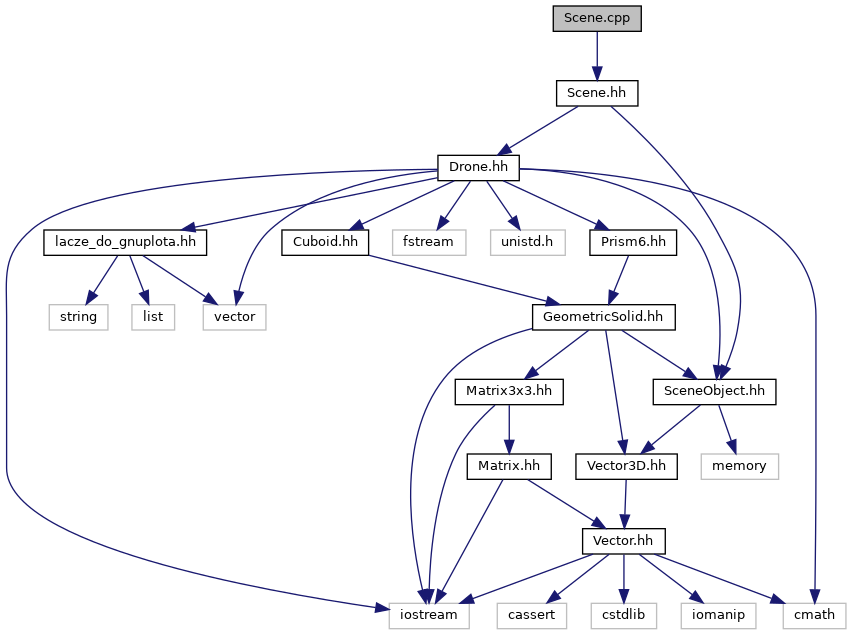 Scene.cpp
Scene.hh
Drone.hh
lacze_do_gnuplota.hh
Cuboid.hh
fstream
unistd.h
Prism6.hh
string
list
vector
GeometricSolid.hh
Matrix3x3.hh
SceneObject.hh
Matrix.hh
Vector3D.hh
memory
Vector.hh
iostream
cassert
cstdlib
iomanip
cmath